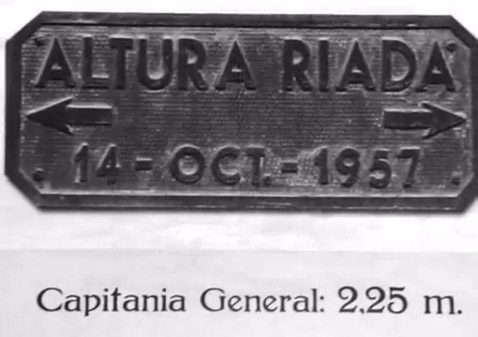 ALTURA RIADA
14-OCT.-1957
Capitania General: 2,25 m.